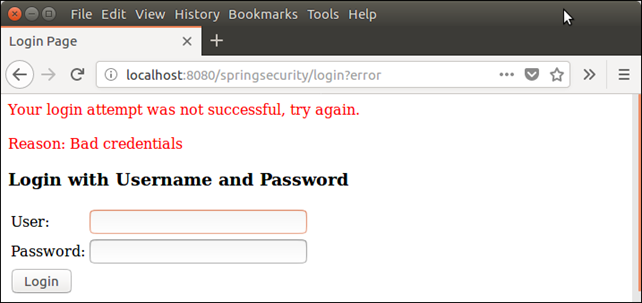 File Edit View History Bookmarks Tools Help
Login Page
localhost:8080/springsecurity/login?error
Your login attempt was not successful, try again.
Reason: Bad credentials
Login with Username and Password
User:
Password:
Login